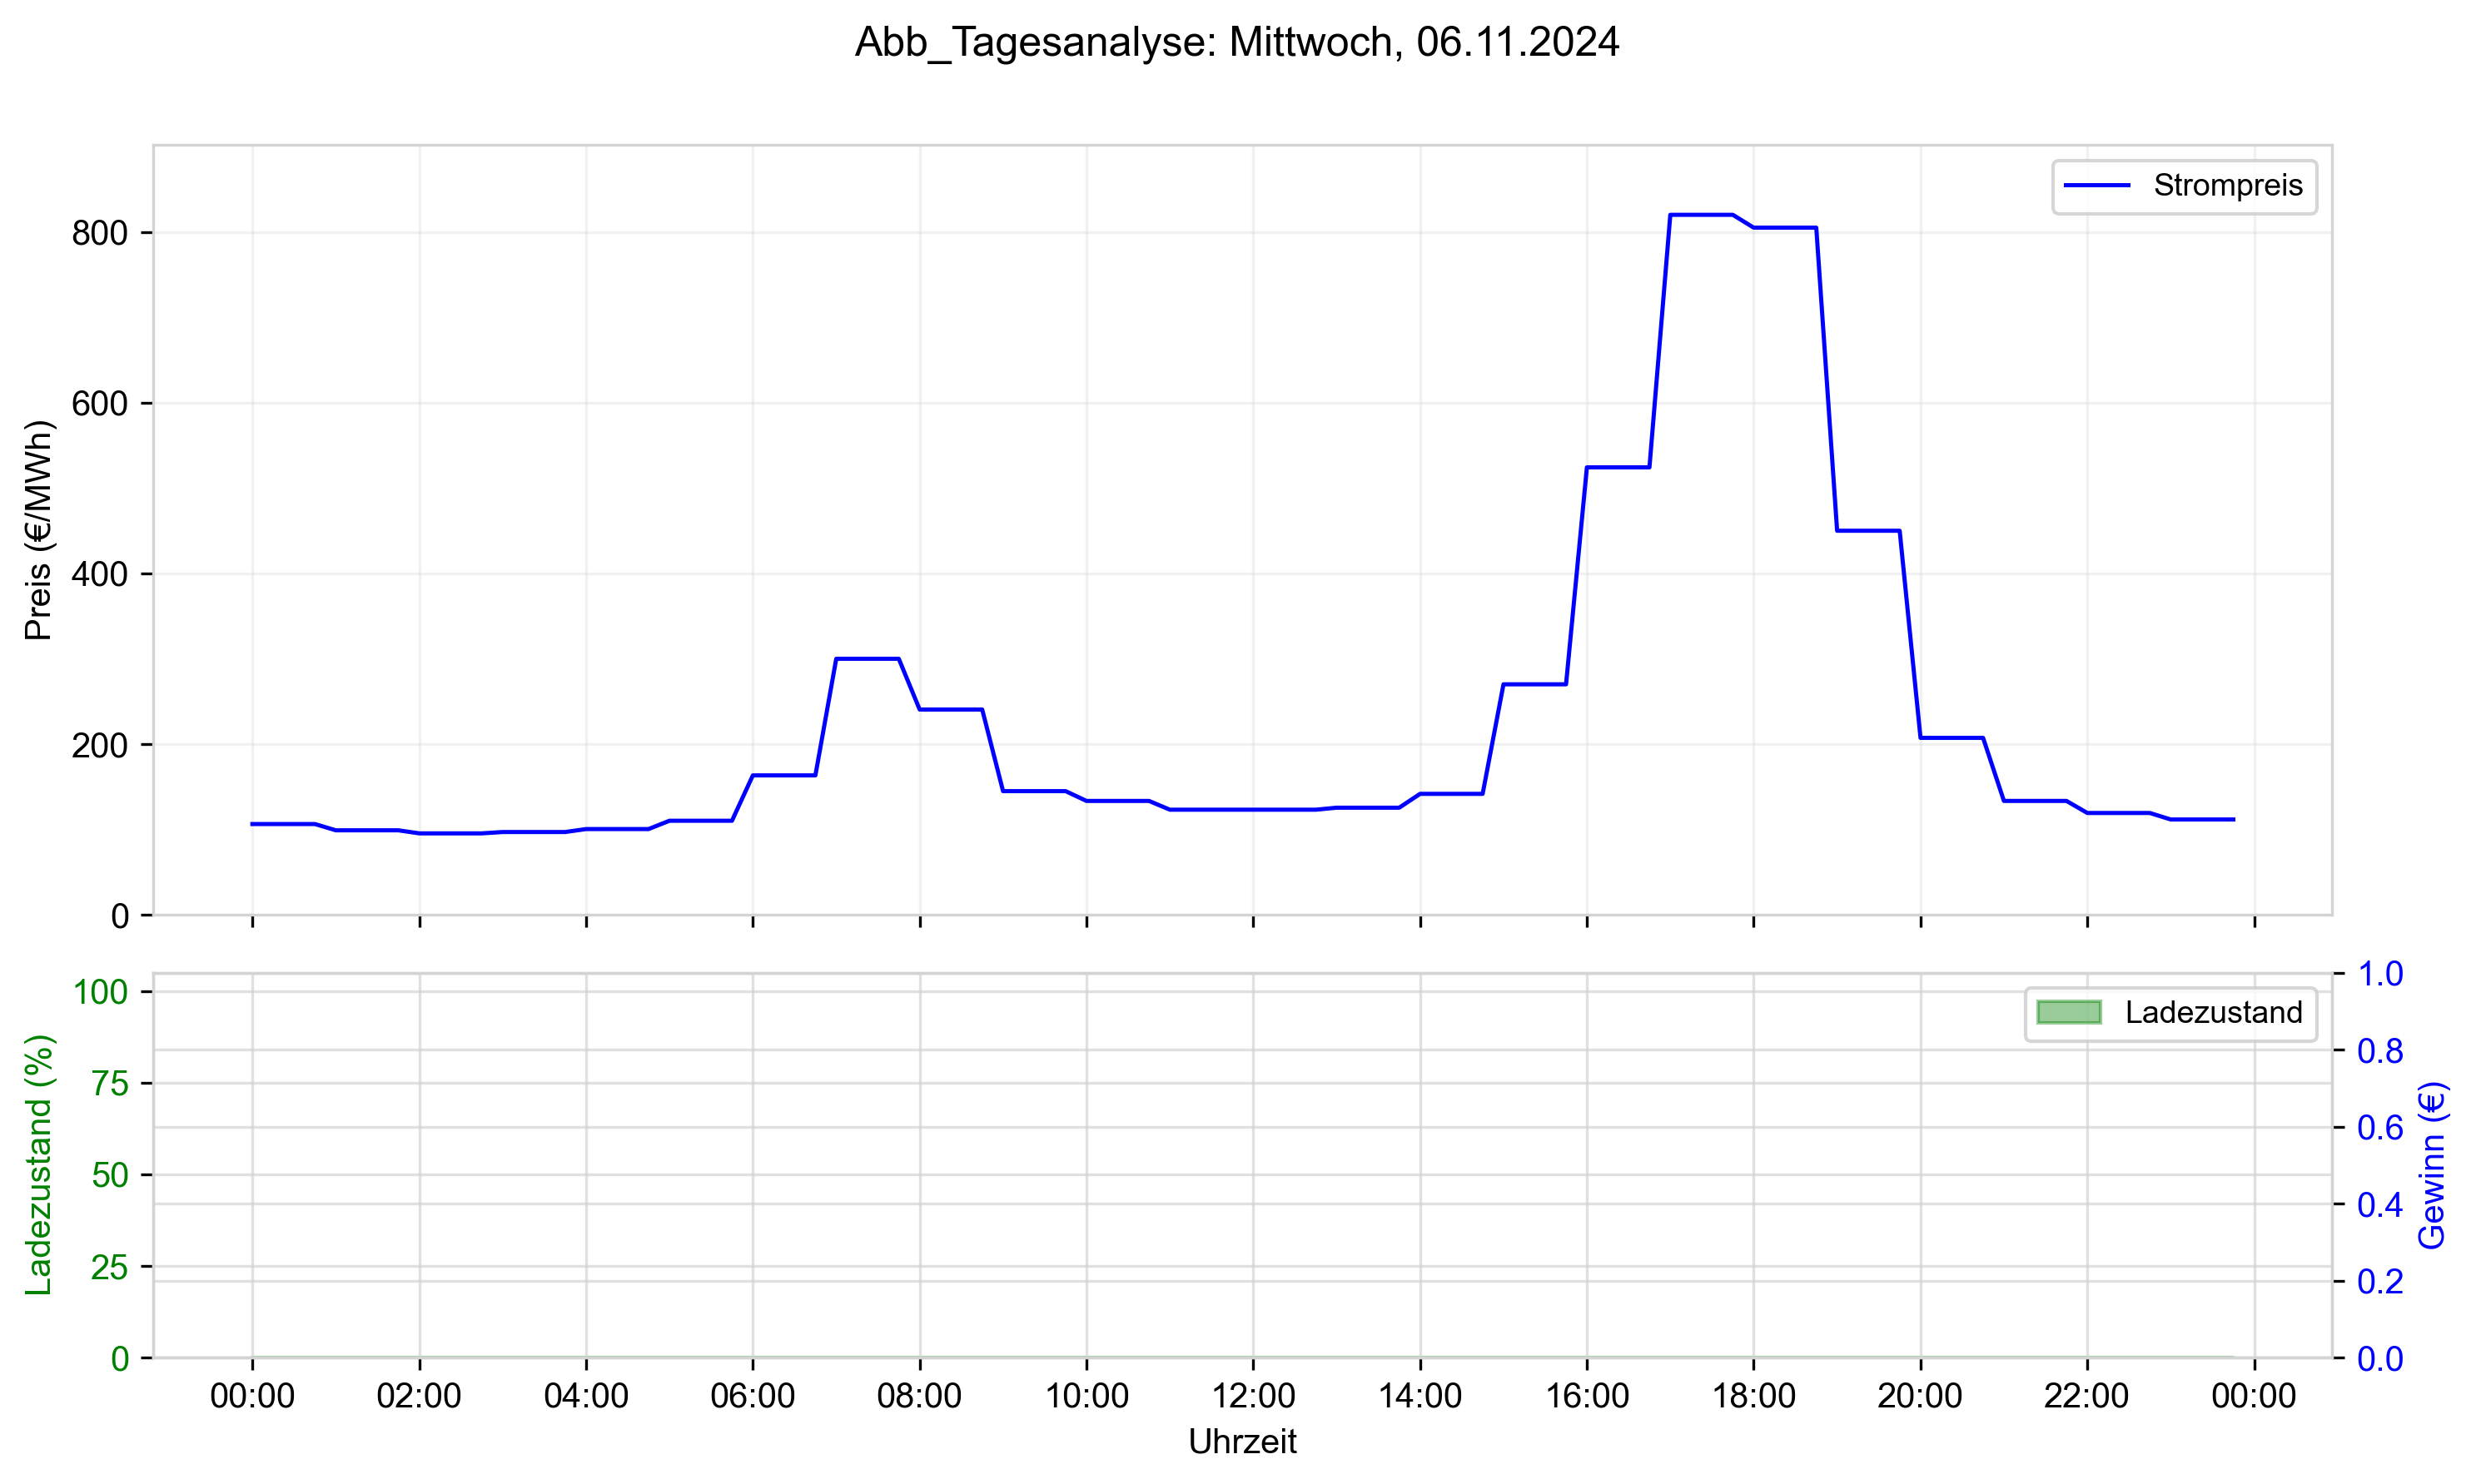 Abb_Tagesanalyse: Mittwoch, 06.11.2024
Strompreis
Preis (€/MWh)
800
600
400
200
0
Ladezustand
Ladezustand (%)
100
75
50
25
0
Gewinn (€)
1.0
0.8
0.6
0.4
0.2
0.0
00:00 02:00 04:00 06:00 08:00 10:00 12:00 14:00 16:00 18:00 20:00 22:00 00:00
Uhrzeit